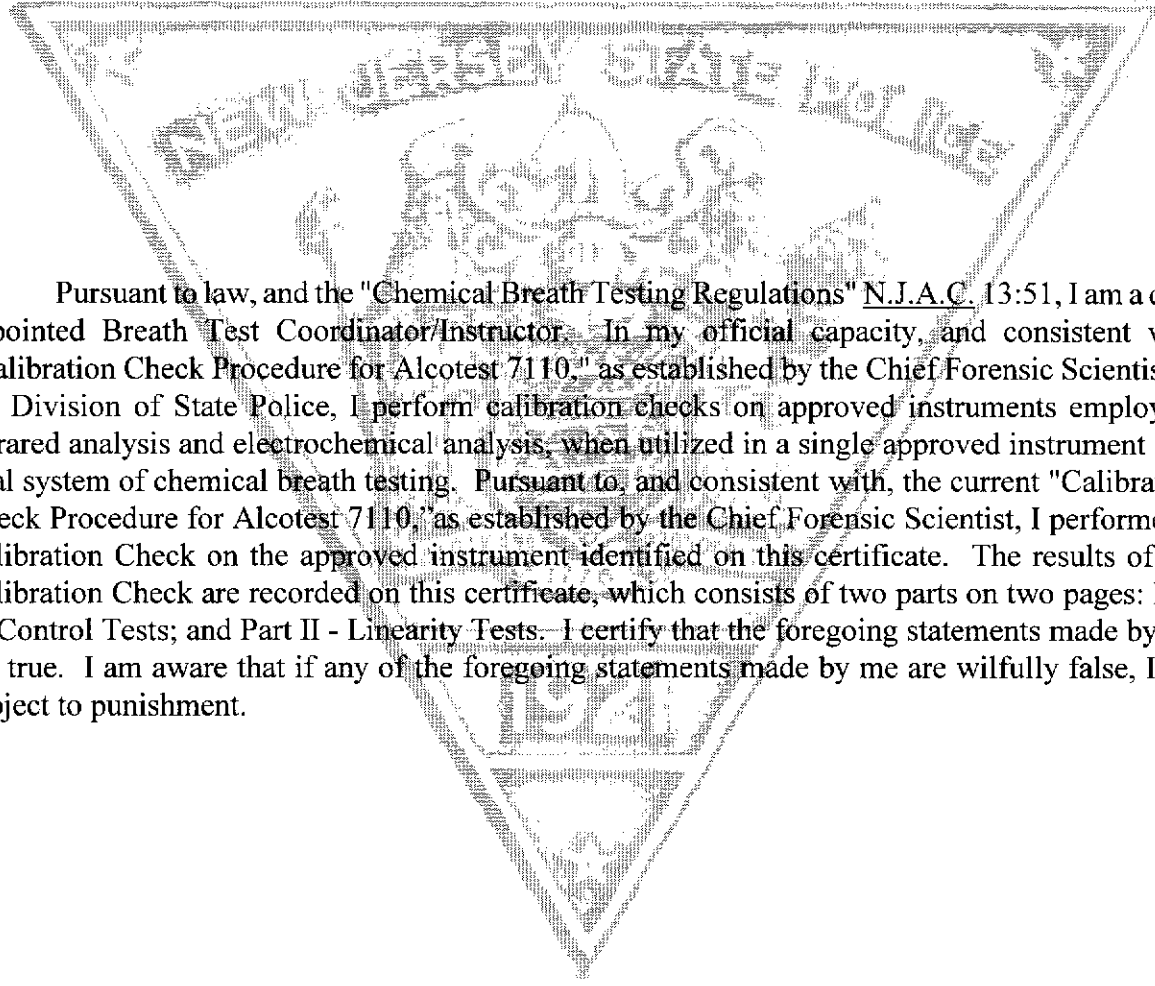 NEW JERSEY STATE POLICE
Pursuant to law, and the "Chemical Breath Testing Regulations" N.J.A.C. 13:51, I am a
pointed Breath Test Coordinator/Instructor. In my official capacity, and consistent
alibration Check Procedure for Alcotest 7110," as established by the Chief Forensic Scientis
Division of State Police, I perform calibration checks on approved instruments employ
rared analysis and electrochemical analysis, when utilized in a single approved instrument
al system of chemical breath testing. Pursuant to, and consistent with, the current "Calibra
eck Procedure for Alcotest 7110," as established by the Chief Forensic Scientist, I performe
libration Check on the approved instrument identified on this certificate. The results of
libration Check are recorded on this certificate, which consists of two parts on two pages:
Control Tests; and Part II - Linearity Tests. I certify that the foregoing statements made by
true. I am aware that if any of the foregoing statements made by me are wilfully false, I
ject to punishment.
1921